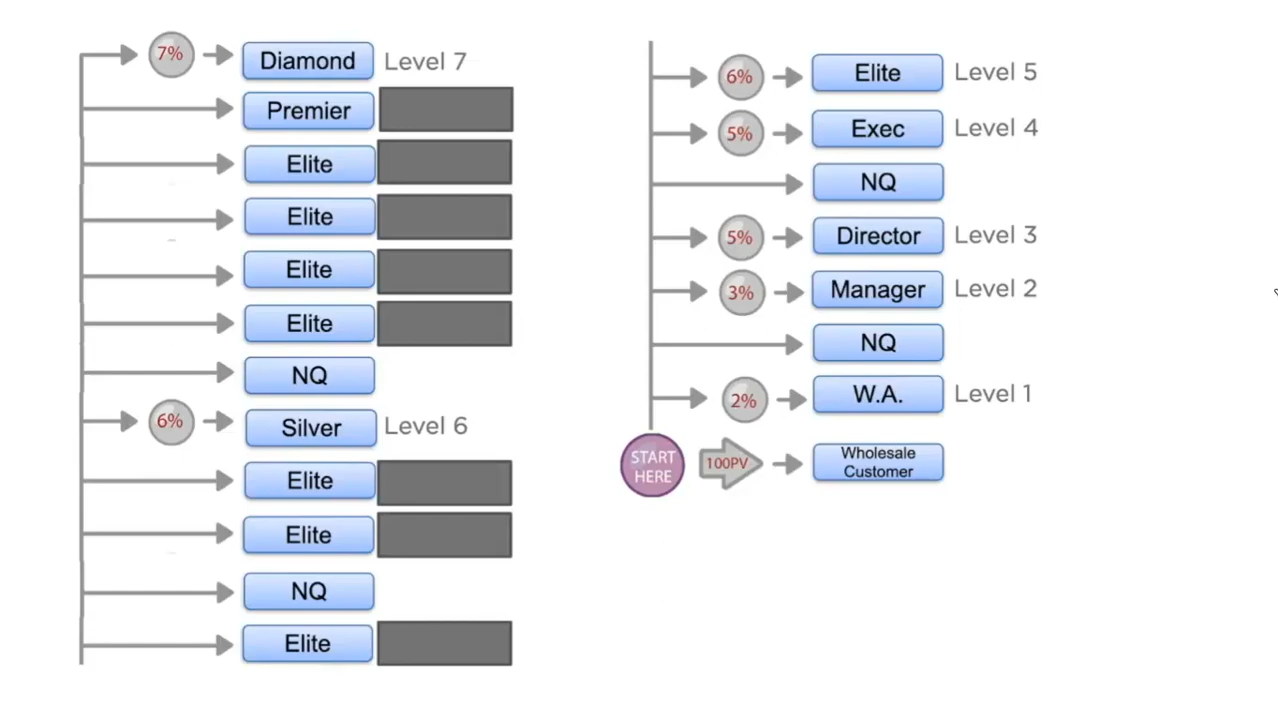 7% Diamond Level 7
Premier
Elite
Elite
Elite
Elite
NQ
6% Silver Level 6
Elite
Elite
NQ
Elite
6% Elite Level 5
5% Exec Level 4
NQ
5% Director Level 3
3% Manager Level 2
NQ
2% W.A. Level 1
START
HERE
100PV
Wholesale
Customer